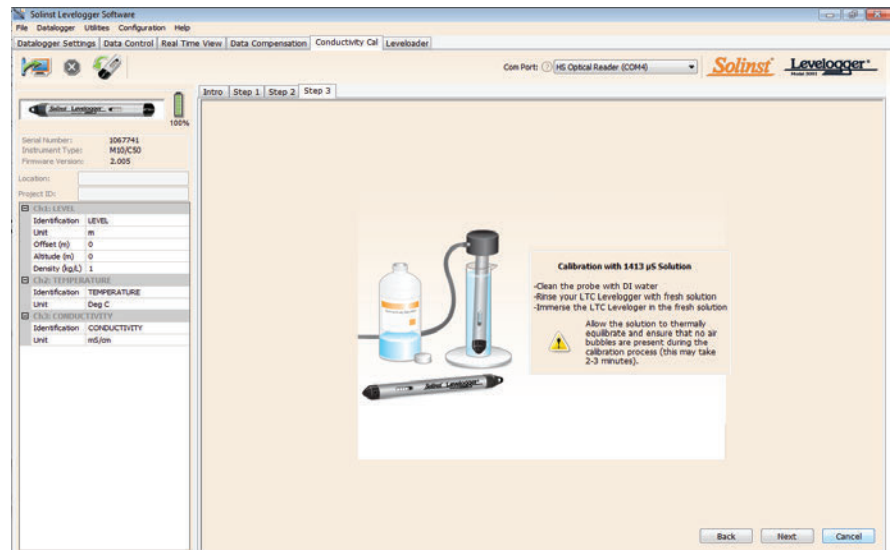 Solinst Levelogger Software
File Datalogger Utilities Configuration Help
Datalogger Settings Data Control Real Time View Data Compensation Conductivity Cal Leveloader
Com Port: HS Optical Reader (COM4) Solinst Levelogger
Intro Step 1 Step 2 Step 3
Solinst Levelogger
100%
Serial Number: 1067741
Instrument Type: M10/C50
Firmware Version: 2.005
Location:
Project ID:
Ch1: LEVEL
Identification LEVEL
Unit m
Offset (m) 0
Altitude (m) 0
Density (kg/L) 1
Ch2: TEMPERATURE
Identification TEMPERATURE
Unit Deg C
Ch3: CONDUCTIVITY
Identification CONDUCTIVITY
Unit mS/cm
Calibration with 1413 µS Solution
-Clean the probe with DI water
-Rinse your LTC Levelogger with fresh solution
-Immerse the LTC Leveloger in the fresh solution
Allow the solution to thermally
equilibrate and ensure that no air
bubbles are present during the
calibration process (this may take
2-3 minutes).
Solinst Levelogger
Back Next Cancel